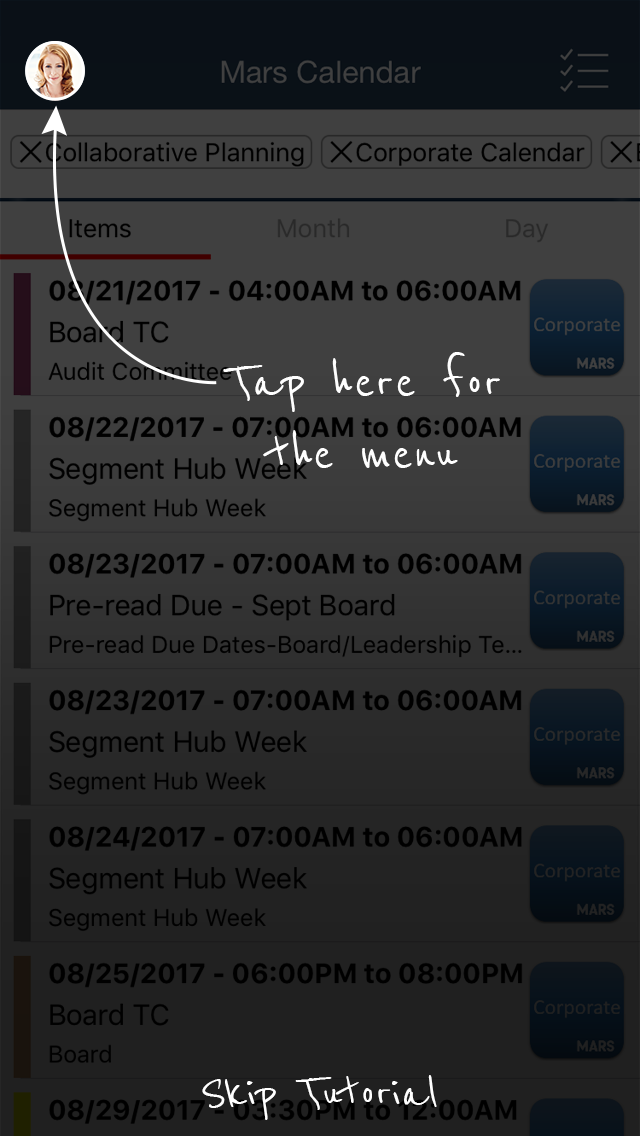 Mars Calendar
Collaborative Planning Corporate Calendar
Items Month Day
08/21/2017 - 04:00AM to 06:00AM
Board TC
Audit Committee
Corporate
MARS
Tap here for
the menu
08/22/2017 - 07:00AM to 06:00AM
Segment Hub Week
Segment Hub Week
Corporate
MARS
08/23/2017 - 07:00AM to 06:00AM
Pre-read Due - Sept Board
Pre-read Due Dates-Board/Leadership Te...
Corporate
MARS
08/23/2017 - 07:00AM to 06:00AM
Segment Hub Week
Segment Hub Week
Corporate
MARS
08/24/2017 - 07:00AM to 06:00AM
Segment Hub Week
Segment Hub Week
Corporate
MARS
08/25/2017 - 06:00PM to 08:00PM
Board TC
Board
Corporate
MARS
Skip Tutorial
08/29/2017 - 03:30PM to 12:00AM